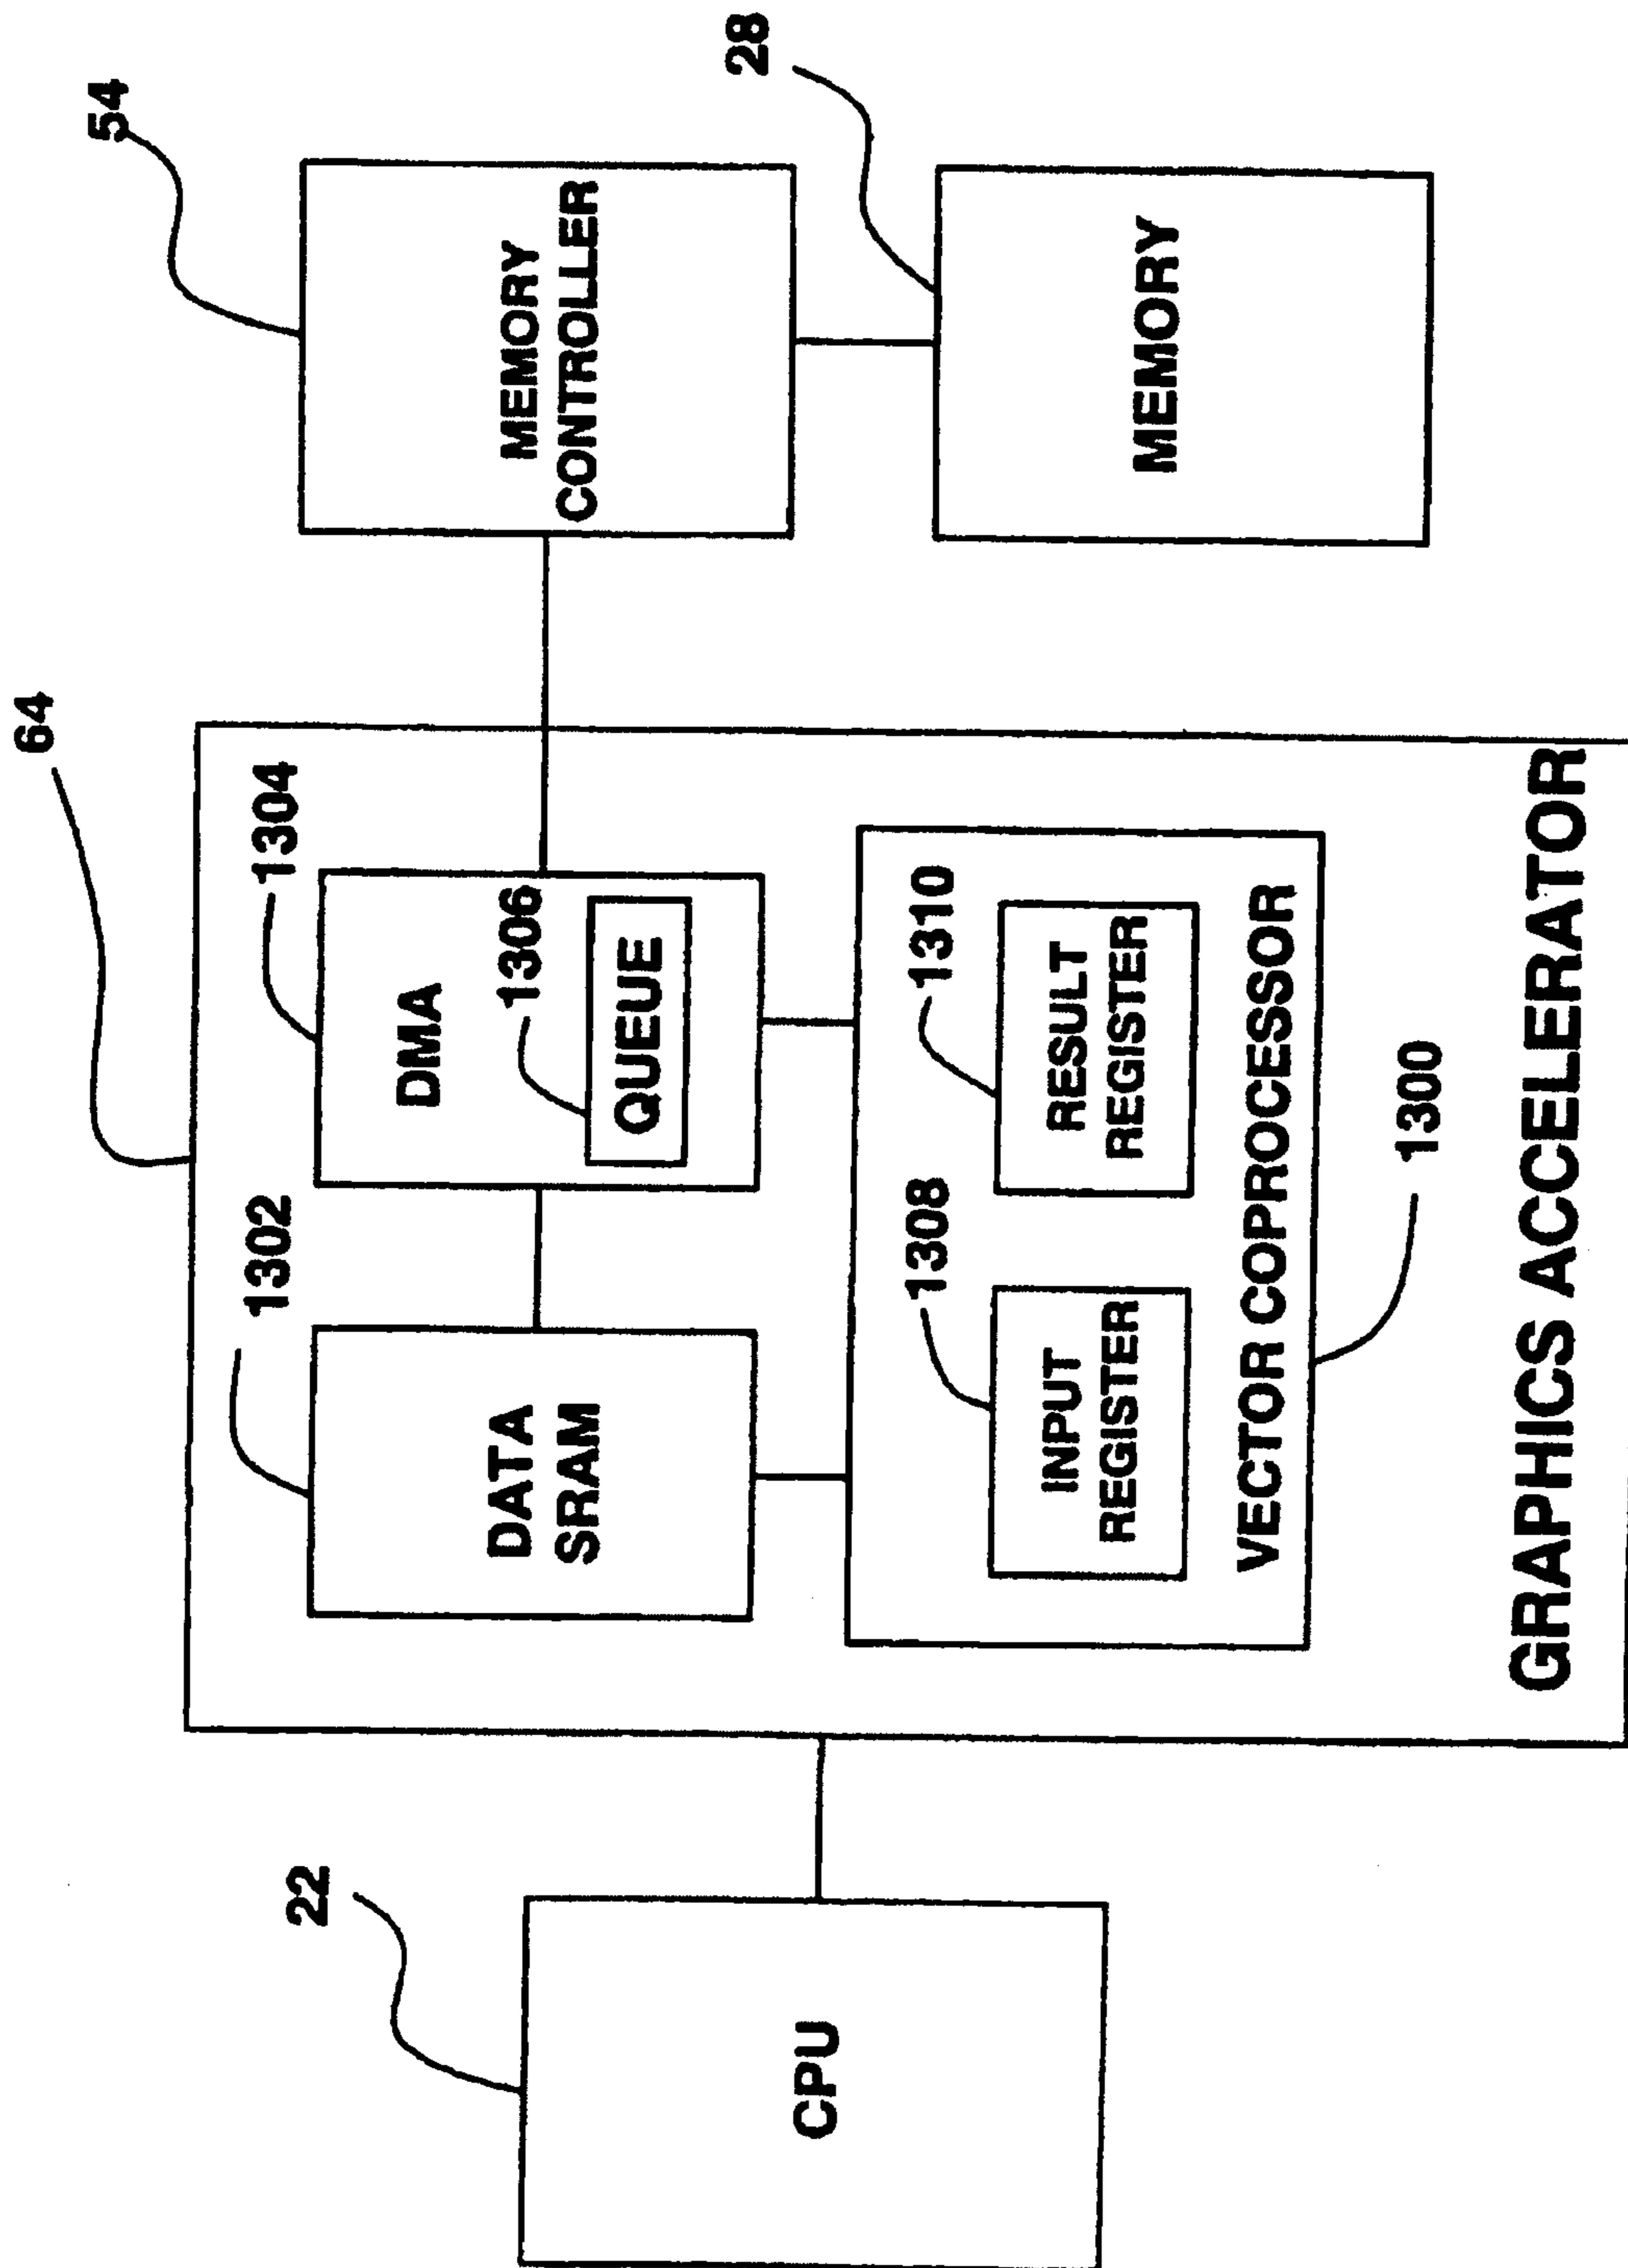 64
54
1302
1304
28
22
DATA
SRAM
DMA
1306
QUEUE
MEMORY
CONTROLLER
CPU
1308
1310
INPUT
REGISTER
RESULT
REGISTER
MEMORY
VECTOR COPROCESSOR
1300
GRAPHICS ACCELERATOR